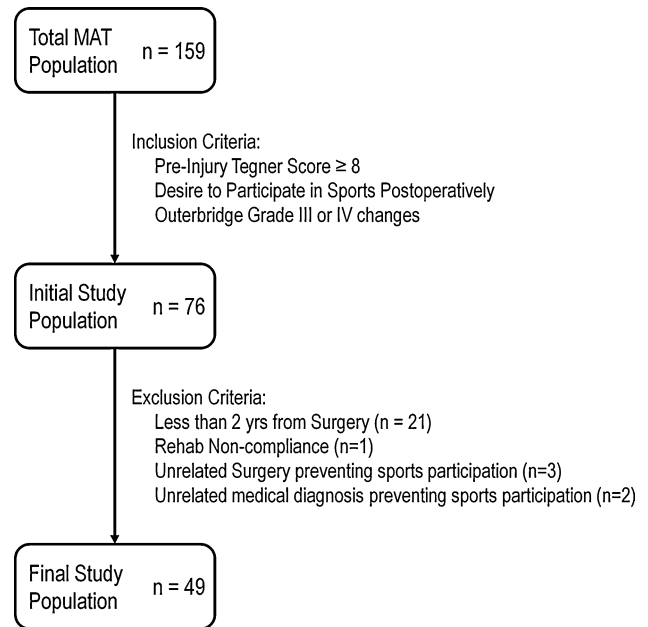 Total MAT
Population n = 159
Inclusion Criteria:
Pre-Injury Tegner Score ≥ 8
Desire to Participate in Sports Postoperatively
Outerbridge Grade III or IV changes
Initial Study
Population n = 76
Exclusion Criteria:
Less than 2 yrs from Surgery (n = 21)
Rehab Non-compliance (n=1)
Unrelated Surgery preventing sports participation (n=3)
Unrelated medical diagnosis preventing sports participation (n=2)
Final Study
Population n = 49